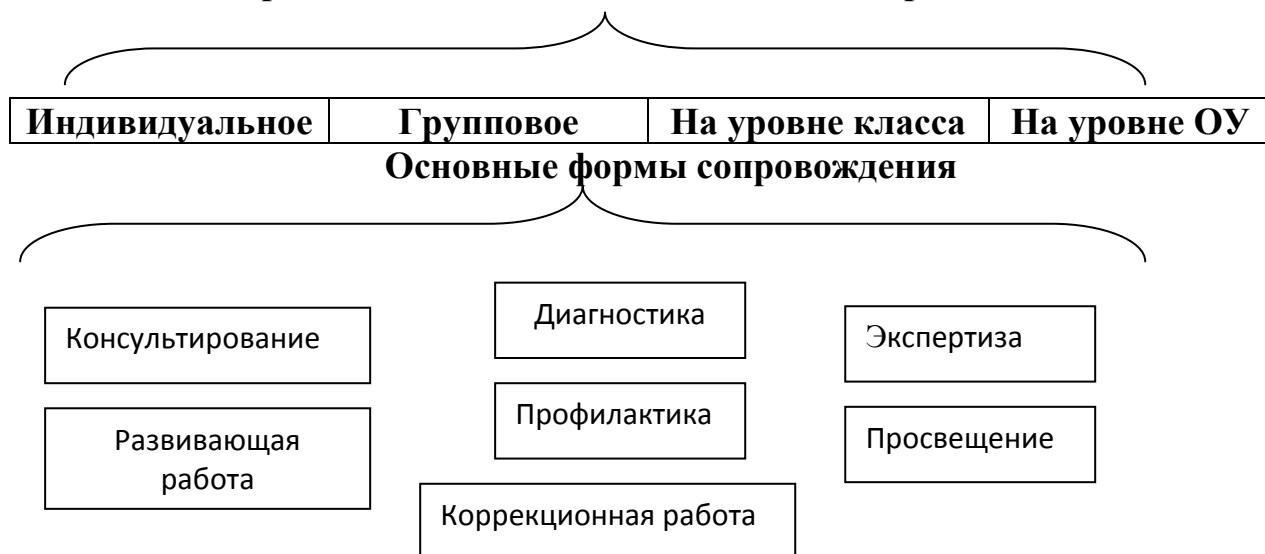 Индивидуальное Групповое На уровне класса На уровне ОУ
Основные формы сопровождения
Консультирование
Диагностика
Экспертиза
Развивающая
работа
Профилактика
Просвещение
Коррекционная работа